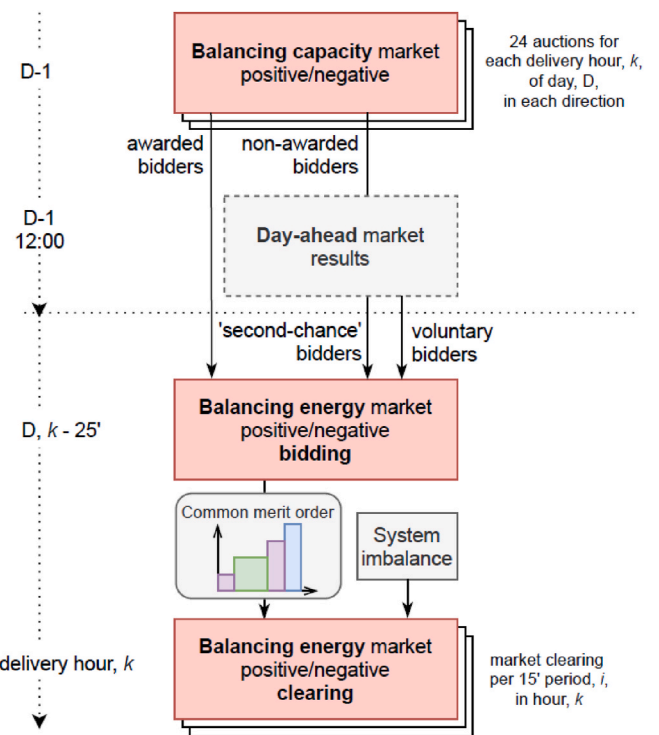 D-1
Balancing capacity market
positive/negative
24 auctions for
each delivery hour, k,
of day, D,
in each direction
awarded
bidders
non-awarded
bidders
D-1
12:00
Day-ahead market
results
'second-chance'
bidders
voluntary
bidders
D, k - 25'
Balancing energy market
positive/negative
bidding
Common merit order
System
imbalance
delivery hour, k
Balancing energy market
positive/negative
clearing
market clearing
per 15' period, i,
in hour, k